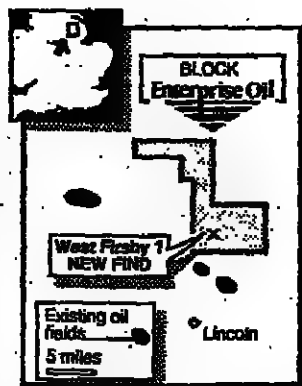 BLOCK
Enterprise Oil
West Firsby 1
NEW FIND
Existing oil
fields
5 miles
Lincoln